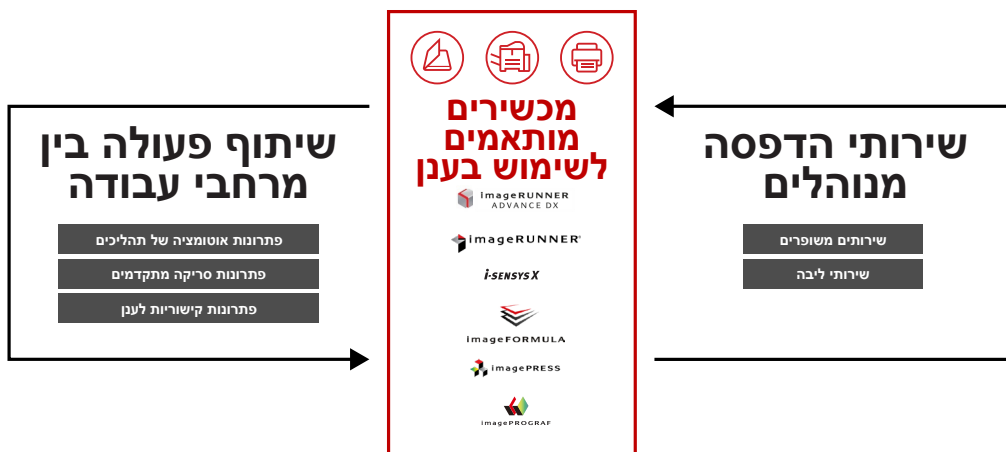 שירותי הדפסה
מנוהלים
שירותים משופרים
שירותי ליבה
מכשירים
מותאמים
לשימוש בענן
imageRUNNER
ADVANCE DX
imageRUNNER®
i-SENSYS X
imageFORMULA
imagePRESS
imagePROGRAF
שיתוף פעולה בין
מרחבי עבודה
פתרונות אוטומציה של תהליכים
פתרונות סריקה מתקדמים
פתרונות קישוריות לענן